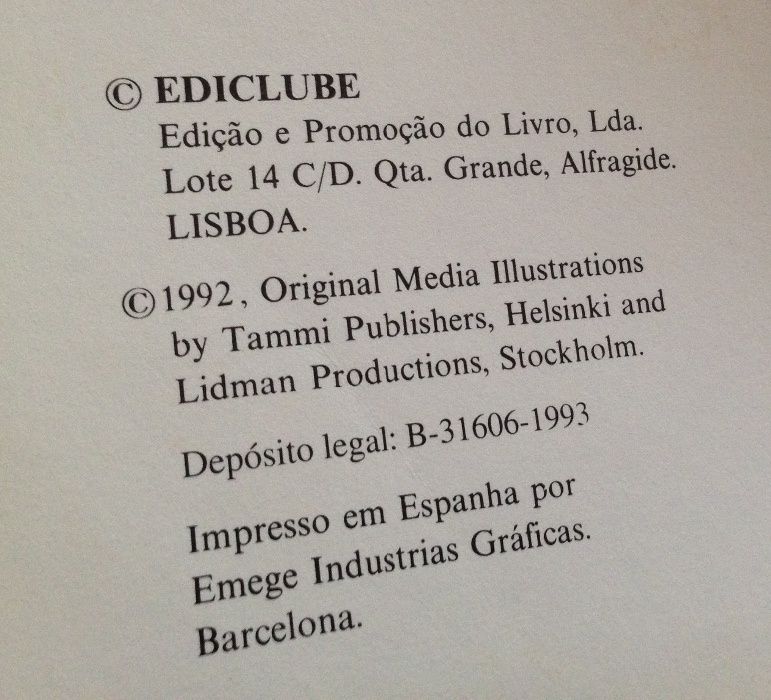 © EDICLUBE
Edição e Promoção do Livro, Lda.
Lote 14 C/D. Qta. Grande, Alfragide.
LISBOA.
© 1992, Original Media Illustrations
by Tammi Publishers, Helsinki and
Lidman Productions, Stockholm.
Depósito legal: B-31606-1993
Impresso em Espanha por
Emege Industrias Gráficas.
Barcelona.